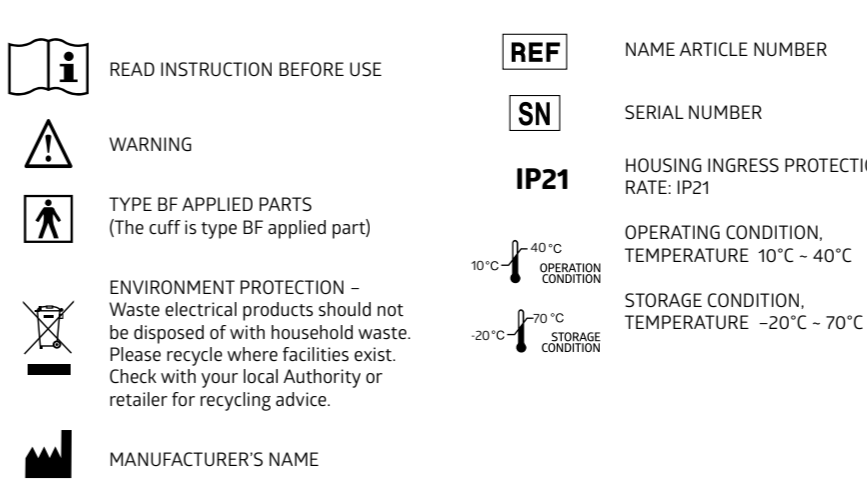 READ INSTRUCTION BEFORE USE
WARNING
TYPE BF APPLIED PARTS
(The cuff is type BF applied part)
ENVIRONMENT PROTECTION –
Waste electrical products should not
be disposed of with household waste.
Please recycle where facilities exist.
Check with your local Authority or
retailer for recycling advice.
MANUFACTURER'S NAME
REF
NAME ARTICLE NUMBER
SN
SERIAL NUMBER
IP21
HOUSING INGRESS PROTECTIO
RATE: IP21
40°C
10°C
OPERATION
CONDITION
OPERATING CONDITION,
TEMPERATURE 10°C ~ 40°C
70 °C
-20°C
STORAGE
CONDITION
STORAGE CONDITION,
TEMPERATURE –20°C ~ 70°C